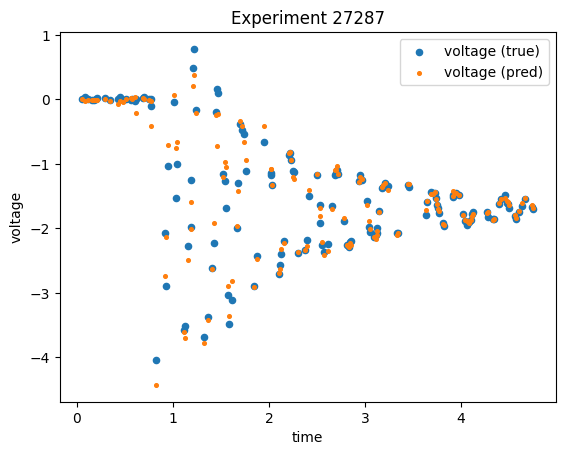 Experiment 27287
voltage (true)
voltage (pred)
1
0
−1
−2
−3
−4
voltage
0 1 2 3 4
time